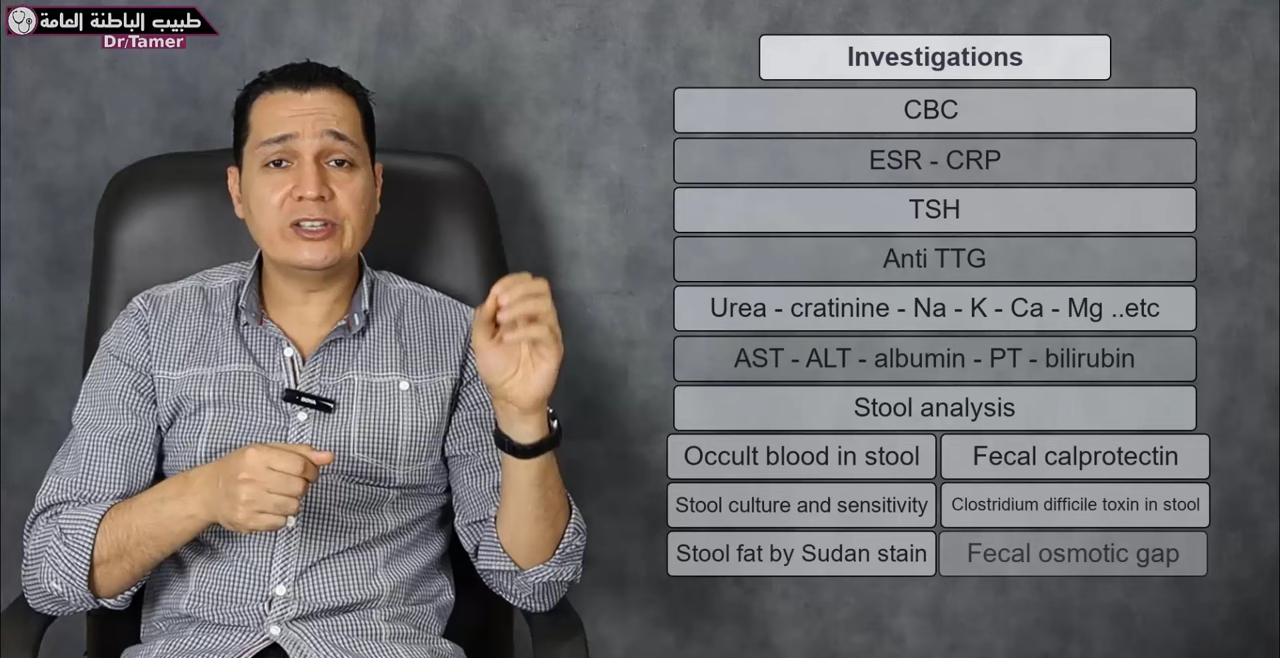 طبيب الباطنة العامة
Dr/Tamer
Investigations
CBC
ESR - CRP
TSH
Anti TTG
Urea - cratinine - Na - K - Ca - Mg ..etc
AST - ALT - albumin - PT - bilirubin
Stool analysis
Occult blood in stool
Fecal calprotectin
Stool culture and sensitivity
Clostridium difficile toxin in stool
Stool fat by Sudan stain
Fecal osmotic gap